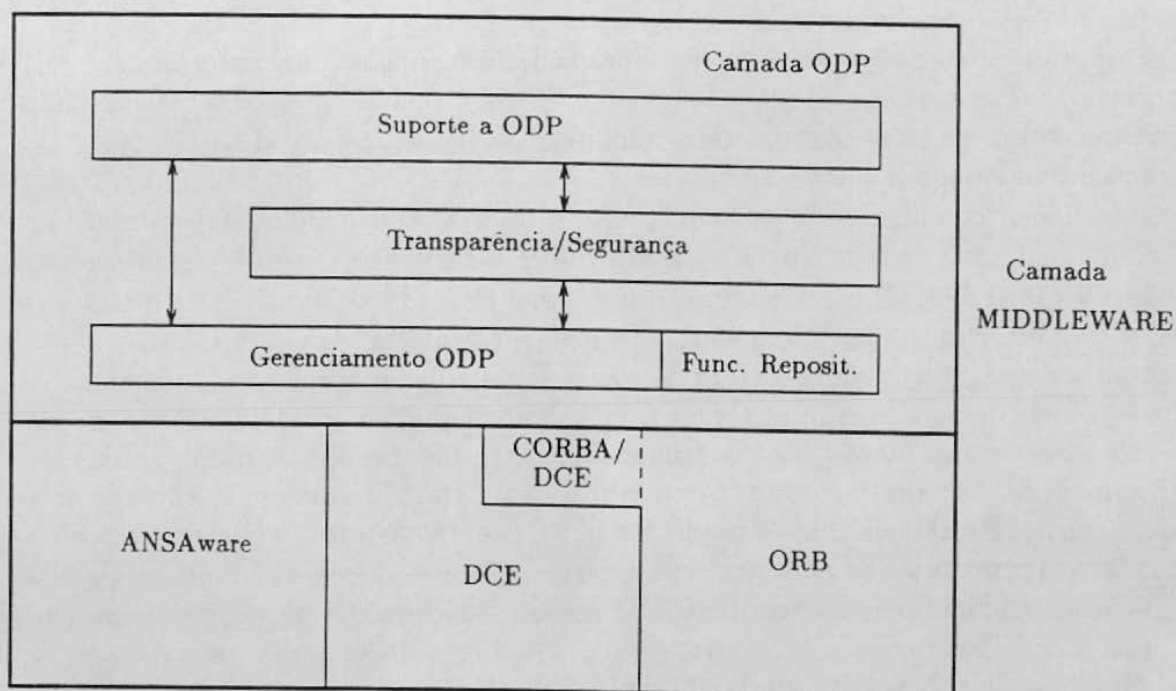 Camada ODP
Suporte a ODP
Transparência/Segurança
Camada
MIDDLEWARE
Gerenciamento ODP
Func. Reposit.
CORBA/
DCE
ANSAware
DCE
ORB